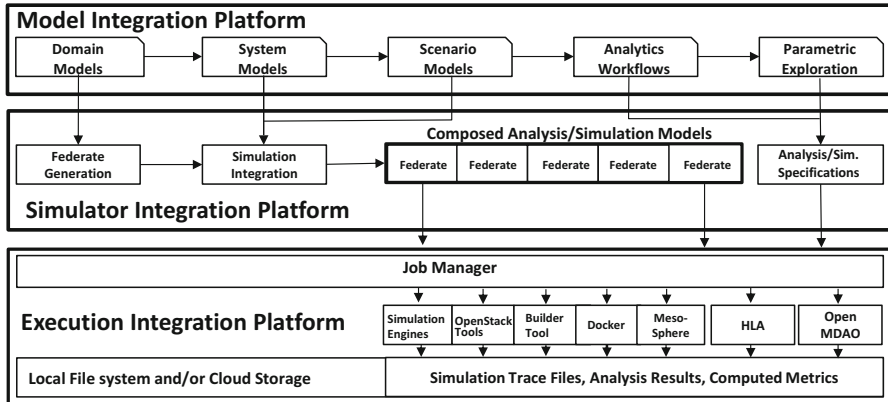 Model Integration Platform
Domain
Models
System
Models
Scenario
Models
Analytics
Workflows
Parametric
Exploration
Composed Analysis/Simulation Models
Federate
Generation
Simulation
Integration
Federate
Federate
Federate
Federate
Federate
Analysis/Sim.
Specifications
Simulator Integration Platform
Job Manager
Execution Integration Platform
Simulation
Engines
OpenStack
Tools
Builder
Tool
Docker
Meso-
Sphere
HLA
Open
MDAO
Local File system and/or Cloud Storage
Simulation Trace Files, Analysis Results, Computed Metrics